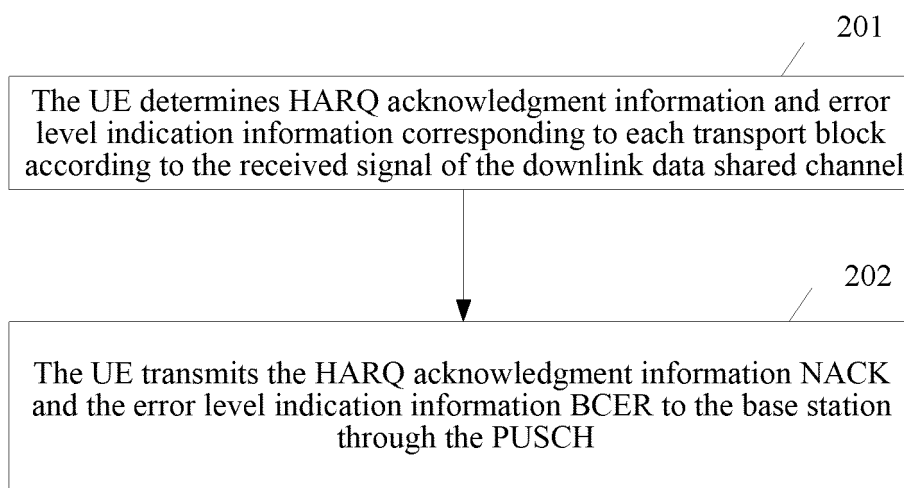 201
The UE determines HARQ acknowledgment information and error
level indication information corresponding to each transport block
according to the received signal of the downlink data shared channel
202
The UE transmits the HARQ acknowledgment information NACK
and the error level indication information BCER to the base station
through the PUSCH